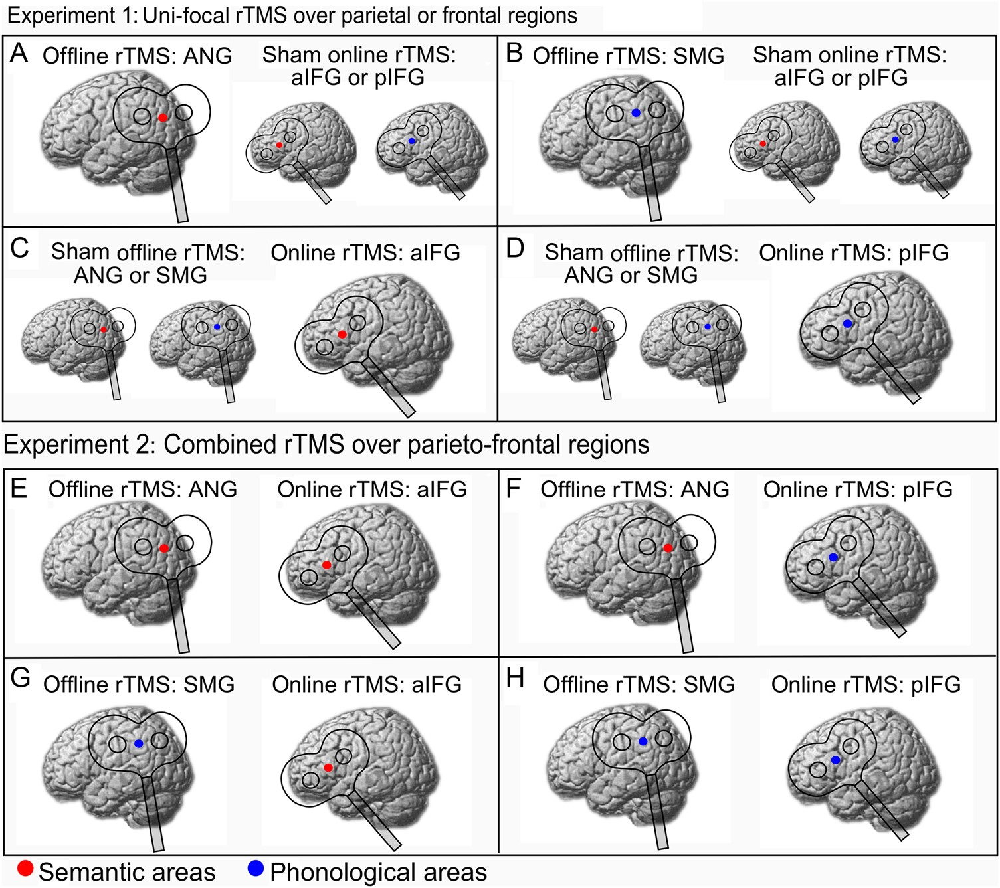 Experiment 1: Uni-focal rTMS over parietal or frontal regions
A
Offline rTMS: ANG
Sham online rTMS:
aIFG or pIFG
B
Offline rTMS: SMG
Sham online rTMS:
aIFG or pIFG
C
Sham offline rTMS:
ANG or SMG
Online rTMS: aIFG
D
Sham offline rTMS:
ANG or SMG
Online rTMS: pIFG
Experiment 2: Combined rTMS over parieto-frontal regions
E
Offline rTMS: ANG
Online rTMS: aIFG
F
Offline rTMS: ANG
Online rTMS: pIFG
G
Offline rTMS: SMG
Online rTMS: aIFG
H
Offline rTMS: SMG
Online rTMS: pIFG
Semantic areas
Phonological areas